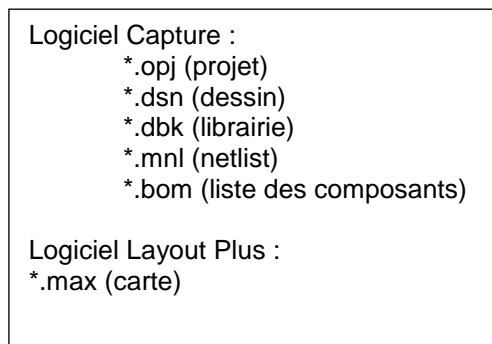 Logiciel Capture :
*.opj (projet)
*.dsn (dessin)
*.dbk (librairie)
*.mnl (netlist)
*.bom (liste des composants)
Logiciel Layout Plus :
*.max (carte)